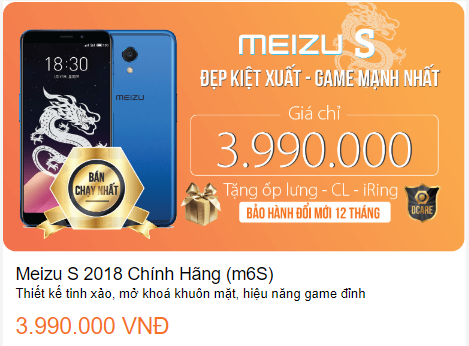 MEIZU S
ĐẸP KIỆT XUẤT - GAME MẠNH NHẤT
10:30
MEIZU
Giá chỉ
3.990.000
BÁN
CHẠY NHẤT
Tặng ốp lưng - CL - iRing
BẢO HÀNH ĐỔI MỚI 12 THÁNG
DCARE
Meizu S 2018 Chính Hãng (m6S)
Thiết kế tinh xảo, mở khoá khuôn mặt, hiệu năng game đỉnh
3.990.000 VNĐ